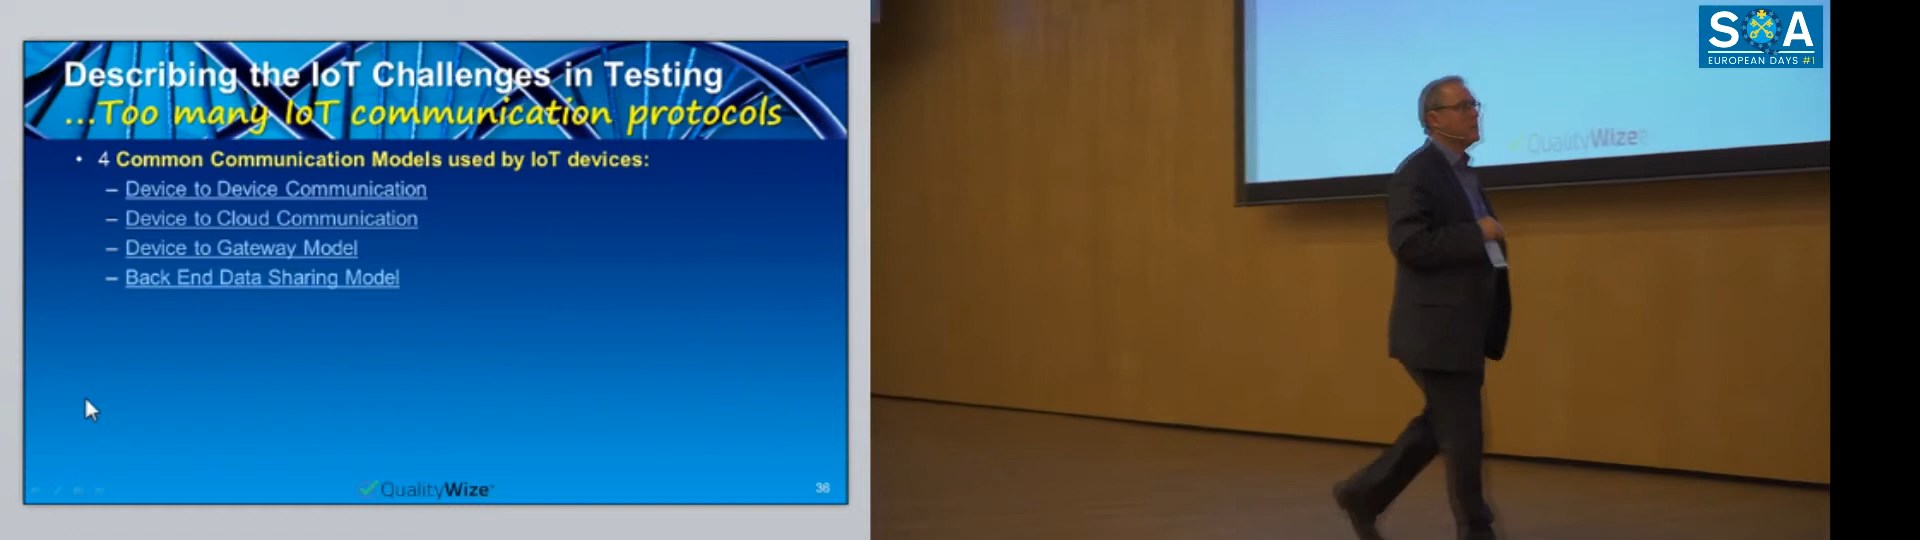 Describing the IoT Challenges in Testing
...Too many IoT communication protocols
• 4 Common Communication Models used by IoT devices:
– Device to Device Communication
– Device to Cloud Communication
– Device to Gateway Model
– Back End Data Sharing Model
QualityWize
36
QualityWize
S A
EUROPEAN DAYS #1